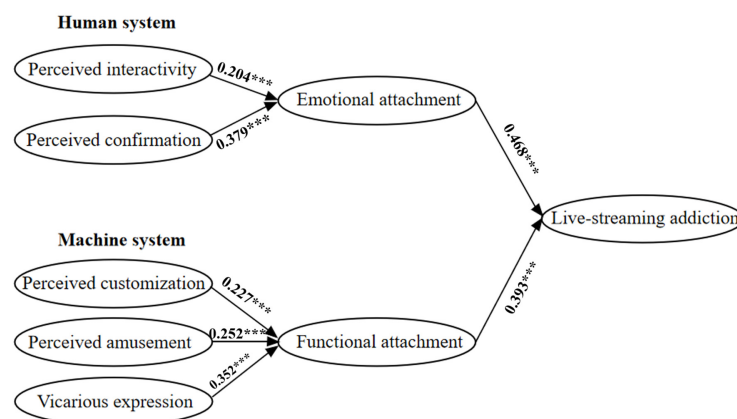 Human system
Perceived interactivity
0.204***
Emotional attachment
Perceived confirmation
0.379***
0.468***
Live-streaming addiction
Machine system
Perceived customization
0.227***
0.393***
Perceived amusement
0.252***
Functional attachment
Vicarious expression
0.352***